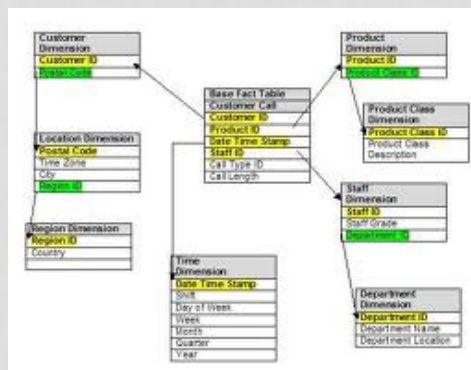 Customer
Dimension
Customer ID
Postal Code
Location Dimension
Postal Code
Time Zone
City
Region ID
Region Dimension
Region ID
Country
Base Fact Table
Customer Call
Customer ID
Product ID
Date Time Stamp
Staff ID
Call Type ID
Call Length
Time
Dimension
Date Time Stamp
Shift
Day of Week
Week
Month
Quarter
Year
Product
Dimension
Product ID
Product Class ID
Product Class
Dimension
Product Class ID
Product Class
Description
Staff
Dimension
Staff ID
Staff Grade
Department ID
Department
Dimension
Department ID
Department Name
Department Location